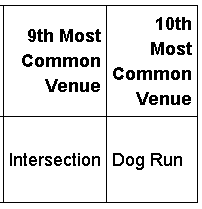 9th Most
Common
Venue
10th
Most
Common
Venue
Intersection
Dog Run